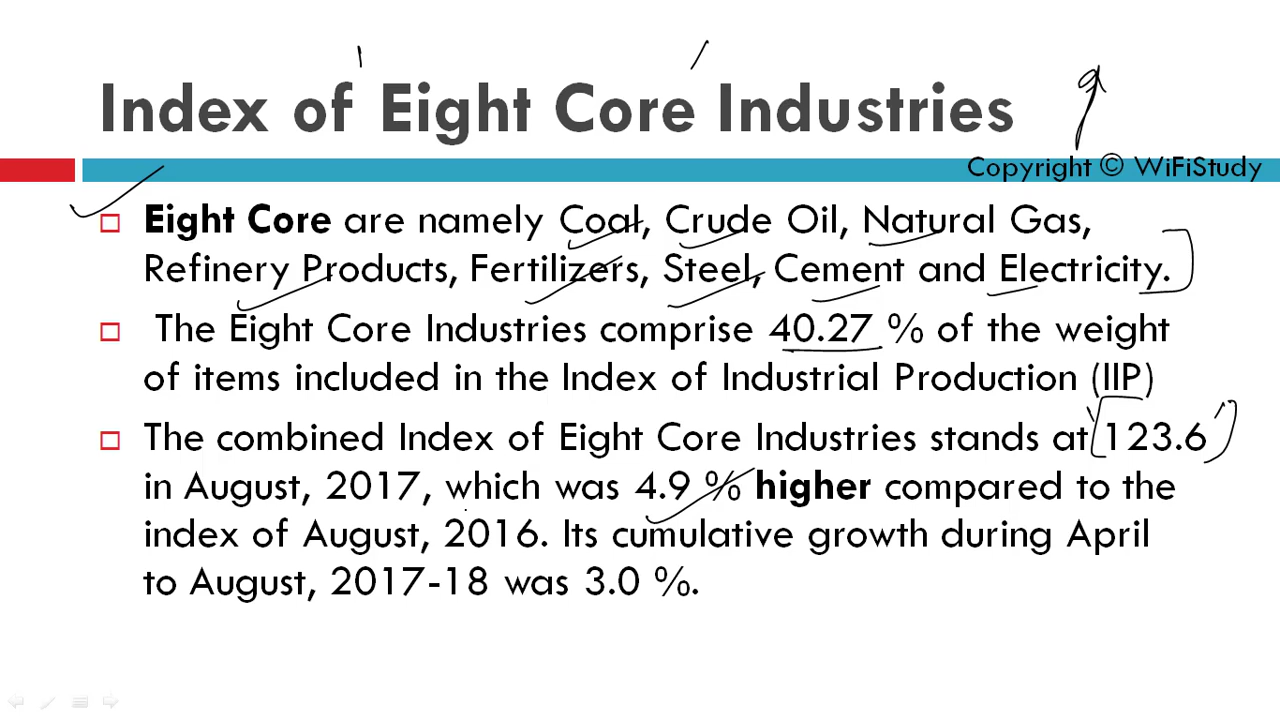 Index of Eight Core Industries
Copyright © WiFiStudy
Eight Core are namely Coal, Crude Oil, Natural Gas,
Refinery Products, Fertilizers, Steel, Cement and Electricity.
The Eight Core Industries comprise 40.27 % of the weight
of items included in the Index of Industrial Production (IIP)
The combined Index of Eight Core Industries stands at 123.6
in August, 2017, which was 4.9 % higher compared to the
index of August, 2016. Its cumulative growth during April
to August, 2017-18 was 3.0 %.